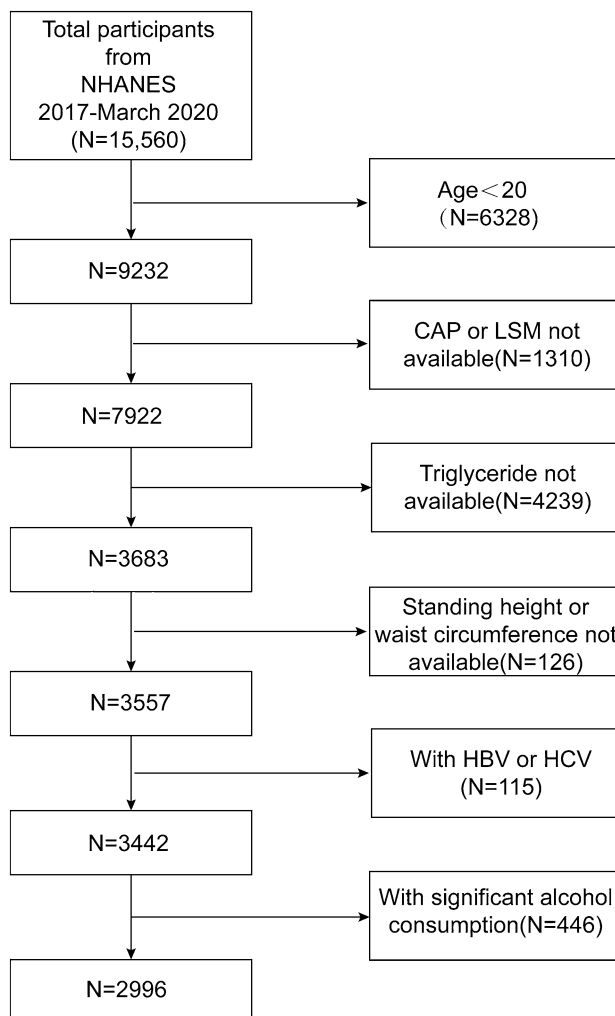 Total participants
from
NHANES
2017-March 2020
(N=15,560)
Age＜20
（N=6328)
N=9232
CAP or LSM not
available(N=1310)
N=7922
Triglyceride not
available(N=4239)
N=3683
Standing height or
waist circumference not
available(N=126)
N=3557
With HBV or HCV
(N=115)
N=3442
With significant alcohol
consumption(N=446)
N=2996